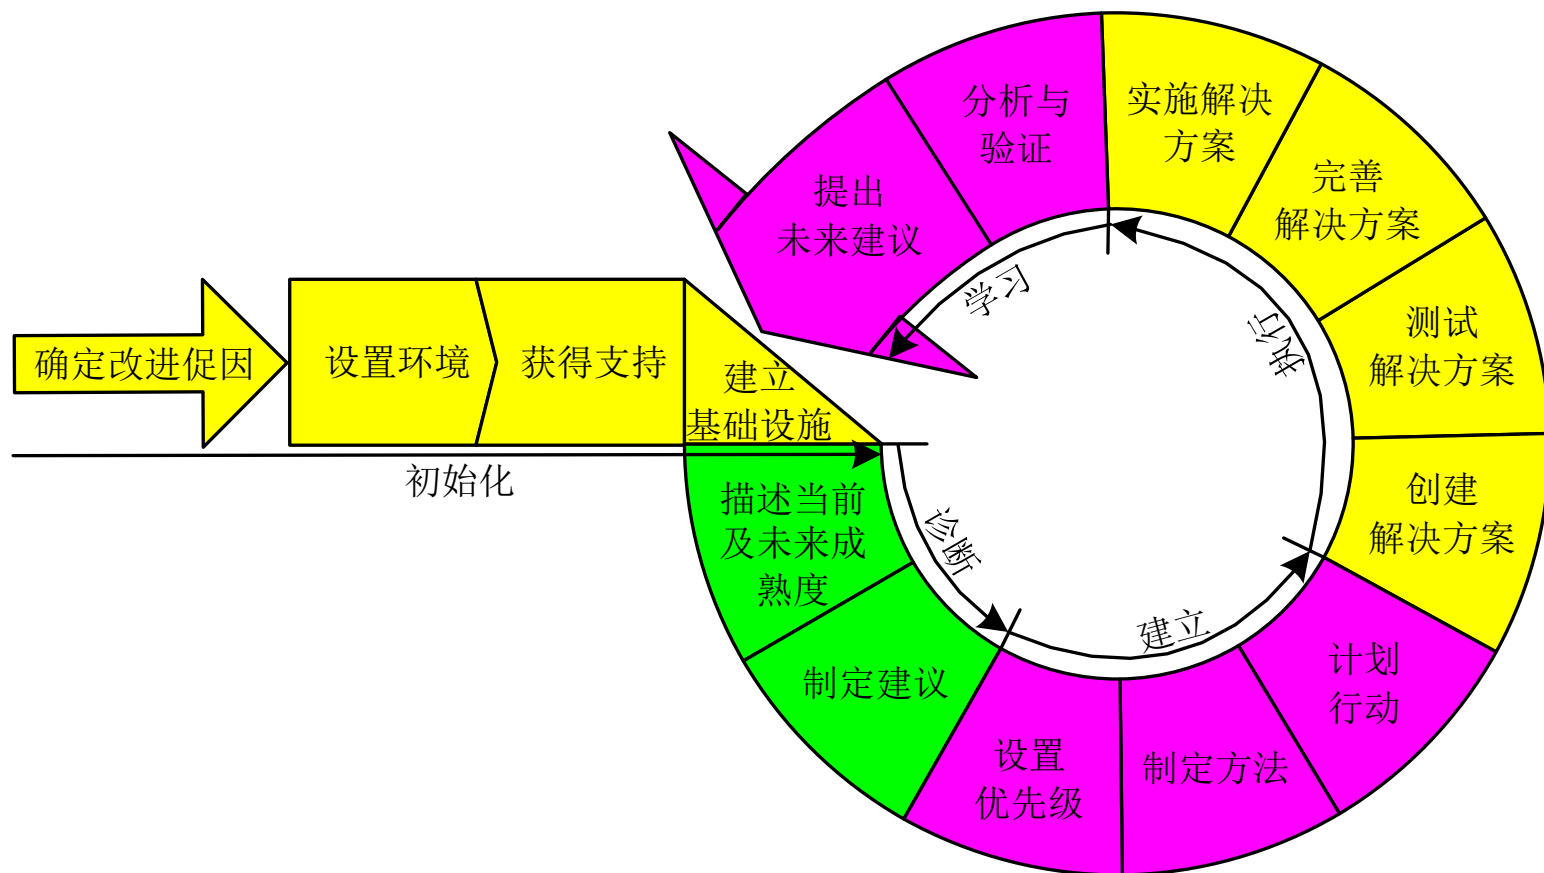 确定改进促因
设置环境
获得支持
建立
基础设施
初始化
描述当前
及未来成
熟度
制定建议
诊断
设置
优先级
制定方法
计划
行动
建立
创建
解决方案
测试
解决方案
完善
解决方案
实施解决
方案
执行
分析与
验证
提出
未来建议
学习